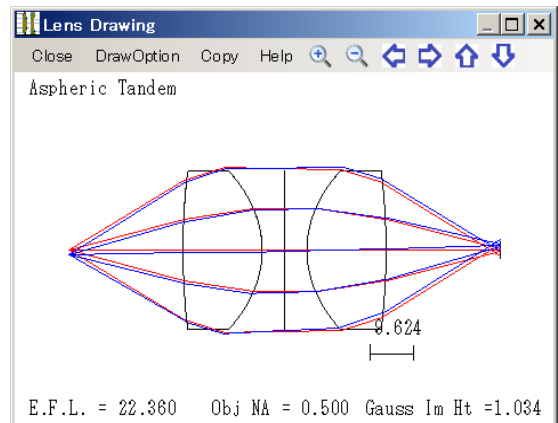 Lens Drawing
Close DrawOption Copy Help
Aspheric Tandem
9.624
E.F.L. = 22.360 Obj NA = 0.500 Gauss Im Ht =1.034